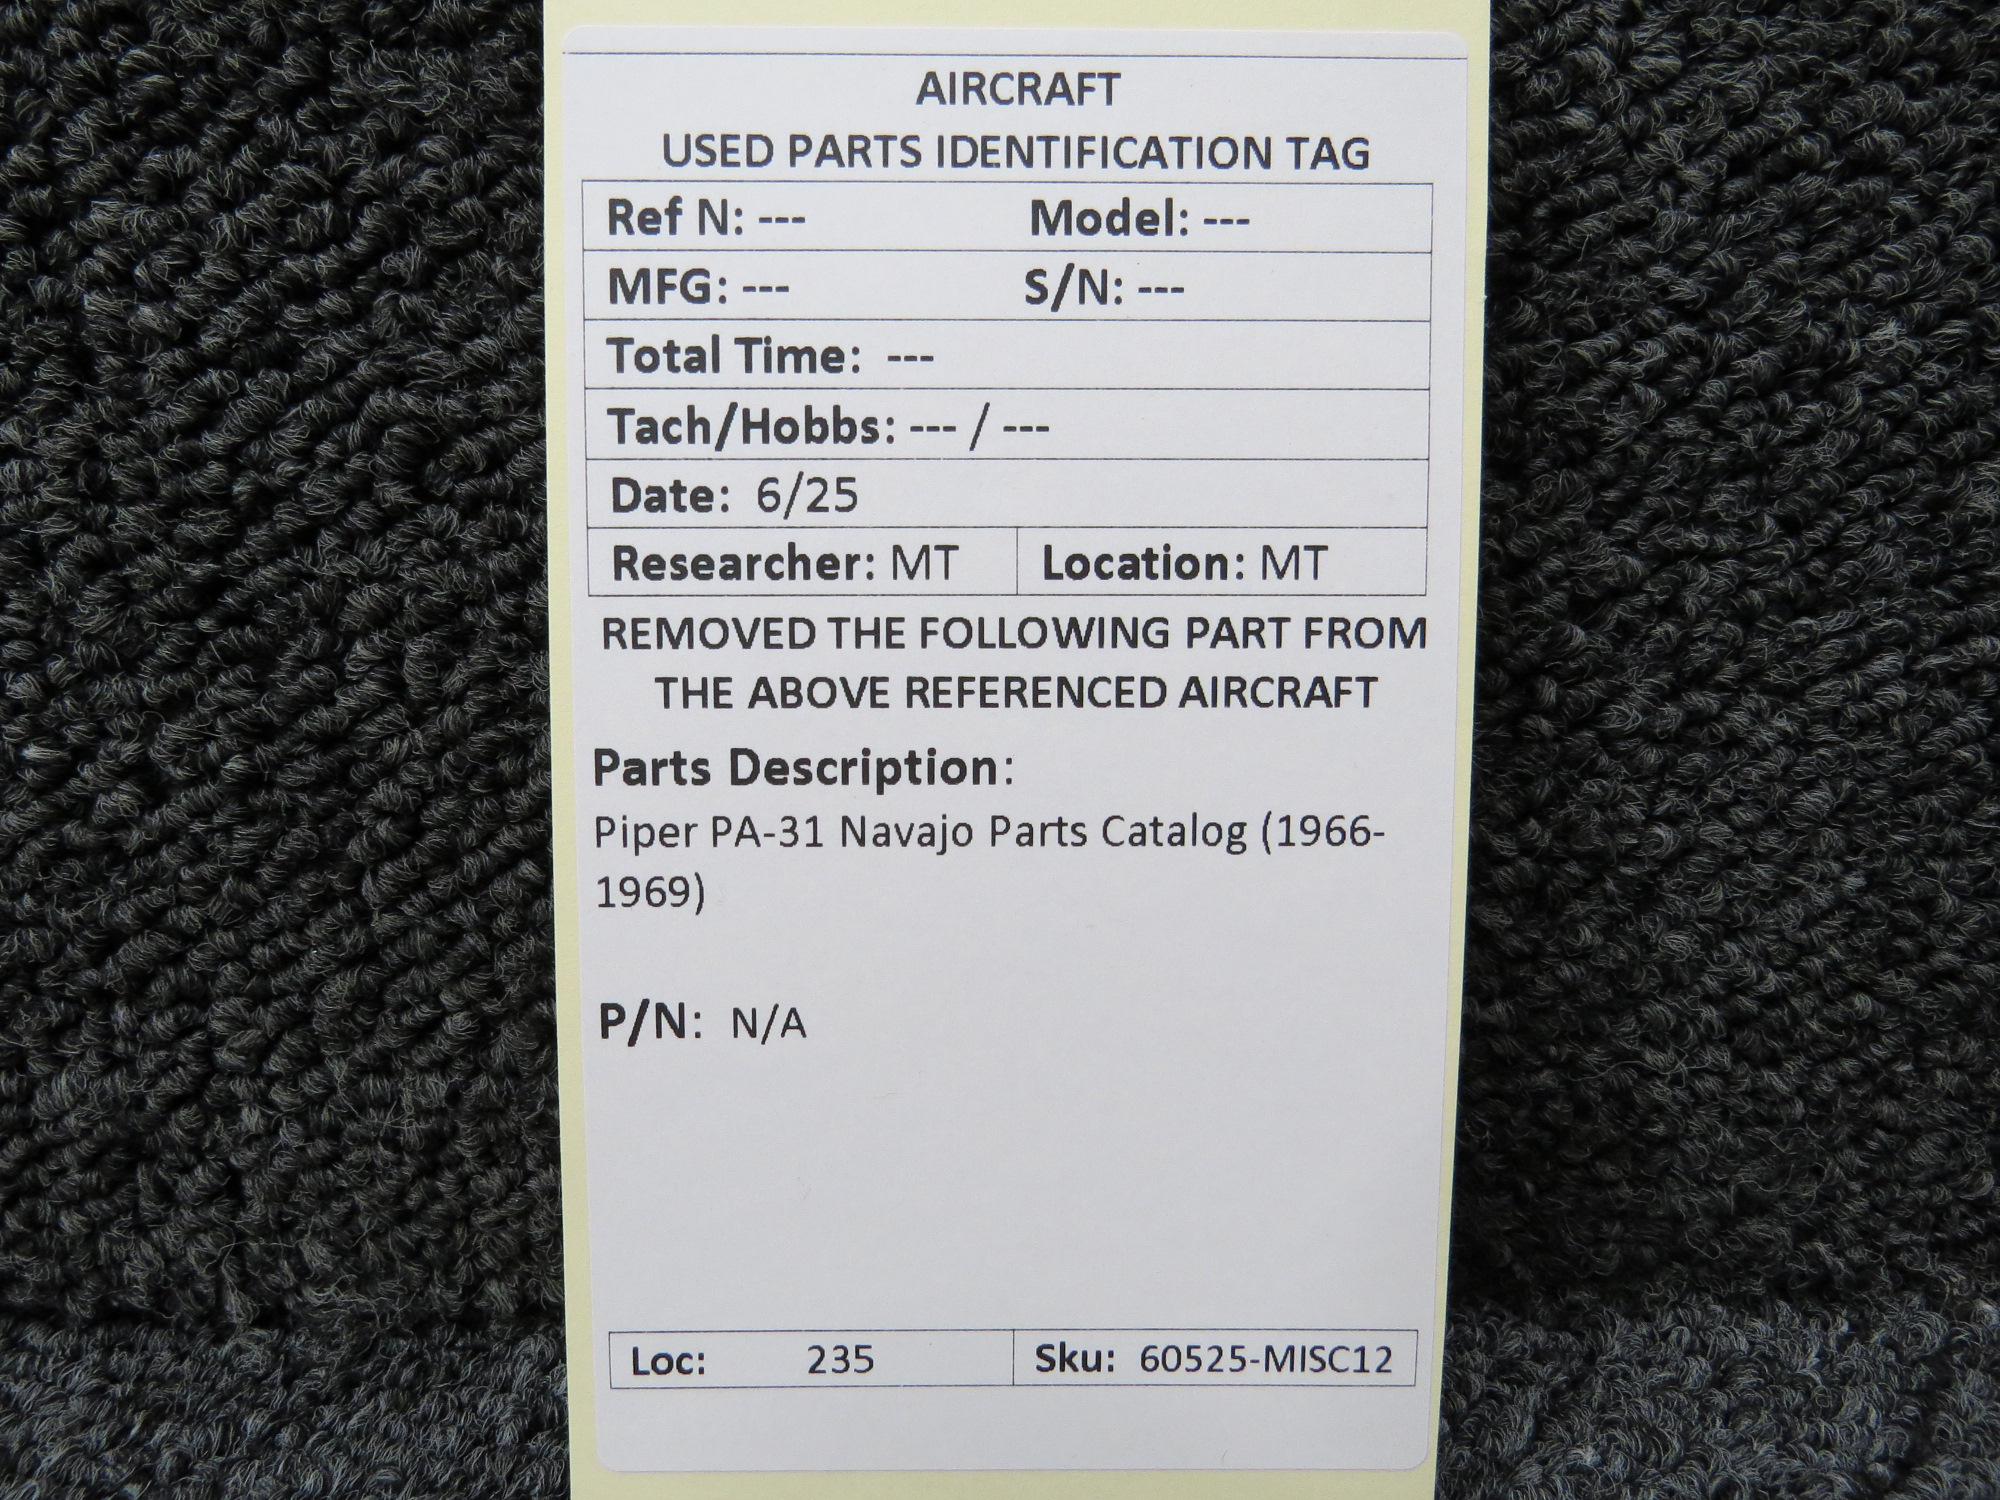 AIRCRAFT
USED PARTS IDENTIFICATION TAG
Ref N: --- Model: ---
MFG: --- S/N: ---
Total Time: ---
Tach/Hobbs: --- / ---
Date: 6/25
Researcher: MT Location: MT
REMOVED THE FOLLOWING PART FROM
THE ABOVE REFERENCED AIRCRAFT
Parts Description:
Piper PA-31 Navajo Parts Catalog (1966-
1969)
P/N: N/A
Loc: 235 Sku: 60525-MISC12